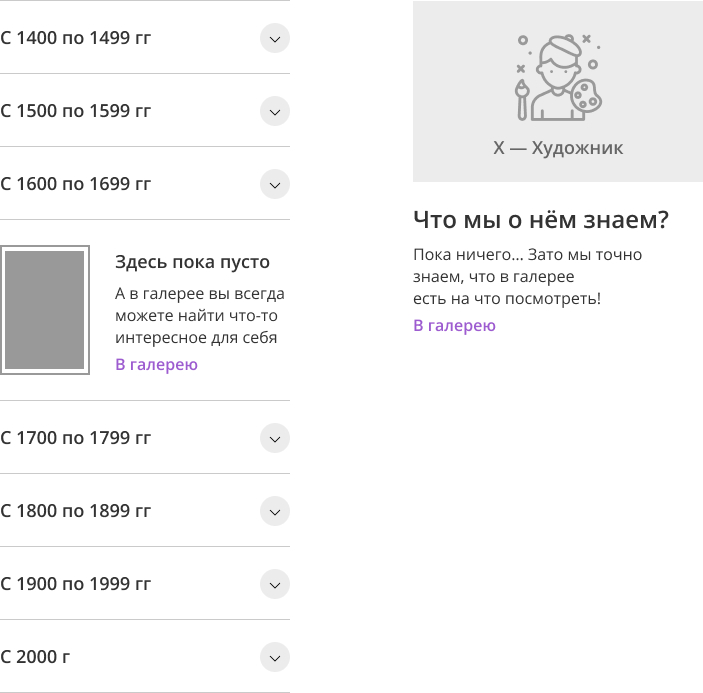 С 1400 по 1499 гг
С 1500 по 1599 гг
С 1600 по 1699 гг
Здесь пока пусто
А в галерее вы всегда
можете найти что-то
интересное для себя
В галерею
С 1700 по 1799 гг
С 1800 по 1899 гг
С 1900 по 1999 гг
С 2000 г
Х — Художник
Что мы о нём знаем?
Пока ничего... Зато мы точно
знаем, что в галерее
есть на что посмотреть!
В галерею